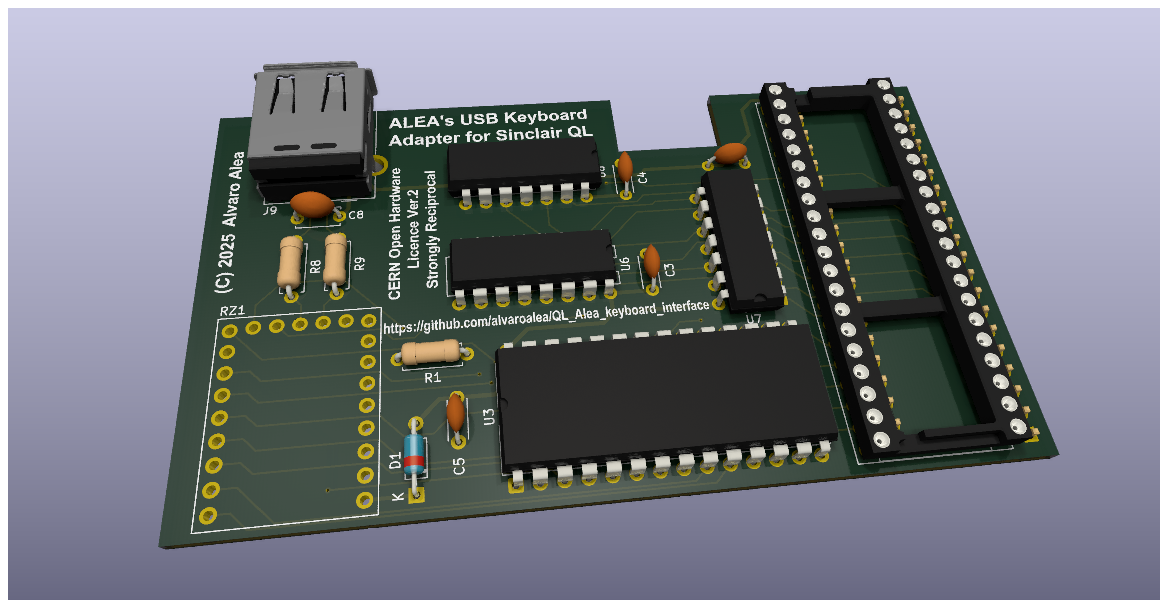 ALEA's USB Keyboard
Adapter for Sinclair QL
(C) 2025 Alvaro Alea
CERN Open Hardware
Licence Ver.2
Strongly Reciprocal
https://github.com/alvaroalea/QL_Alea_keyboard_interface
J9
C8
R8
R9
C4
U6
C3
U7
RZ1
R1
U3
D1
C5
K